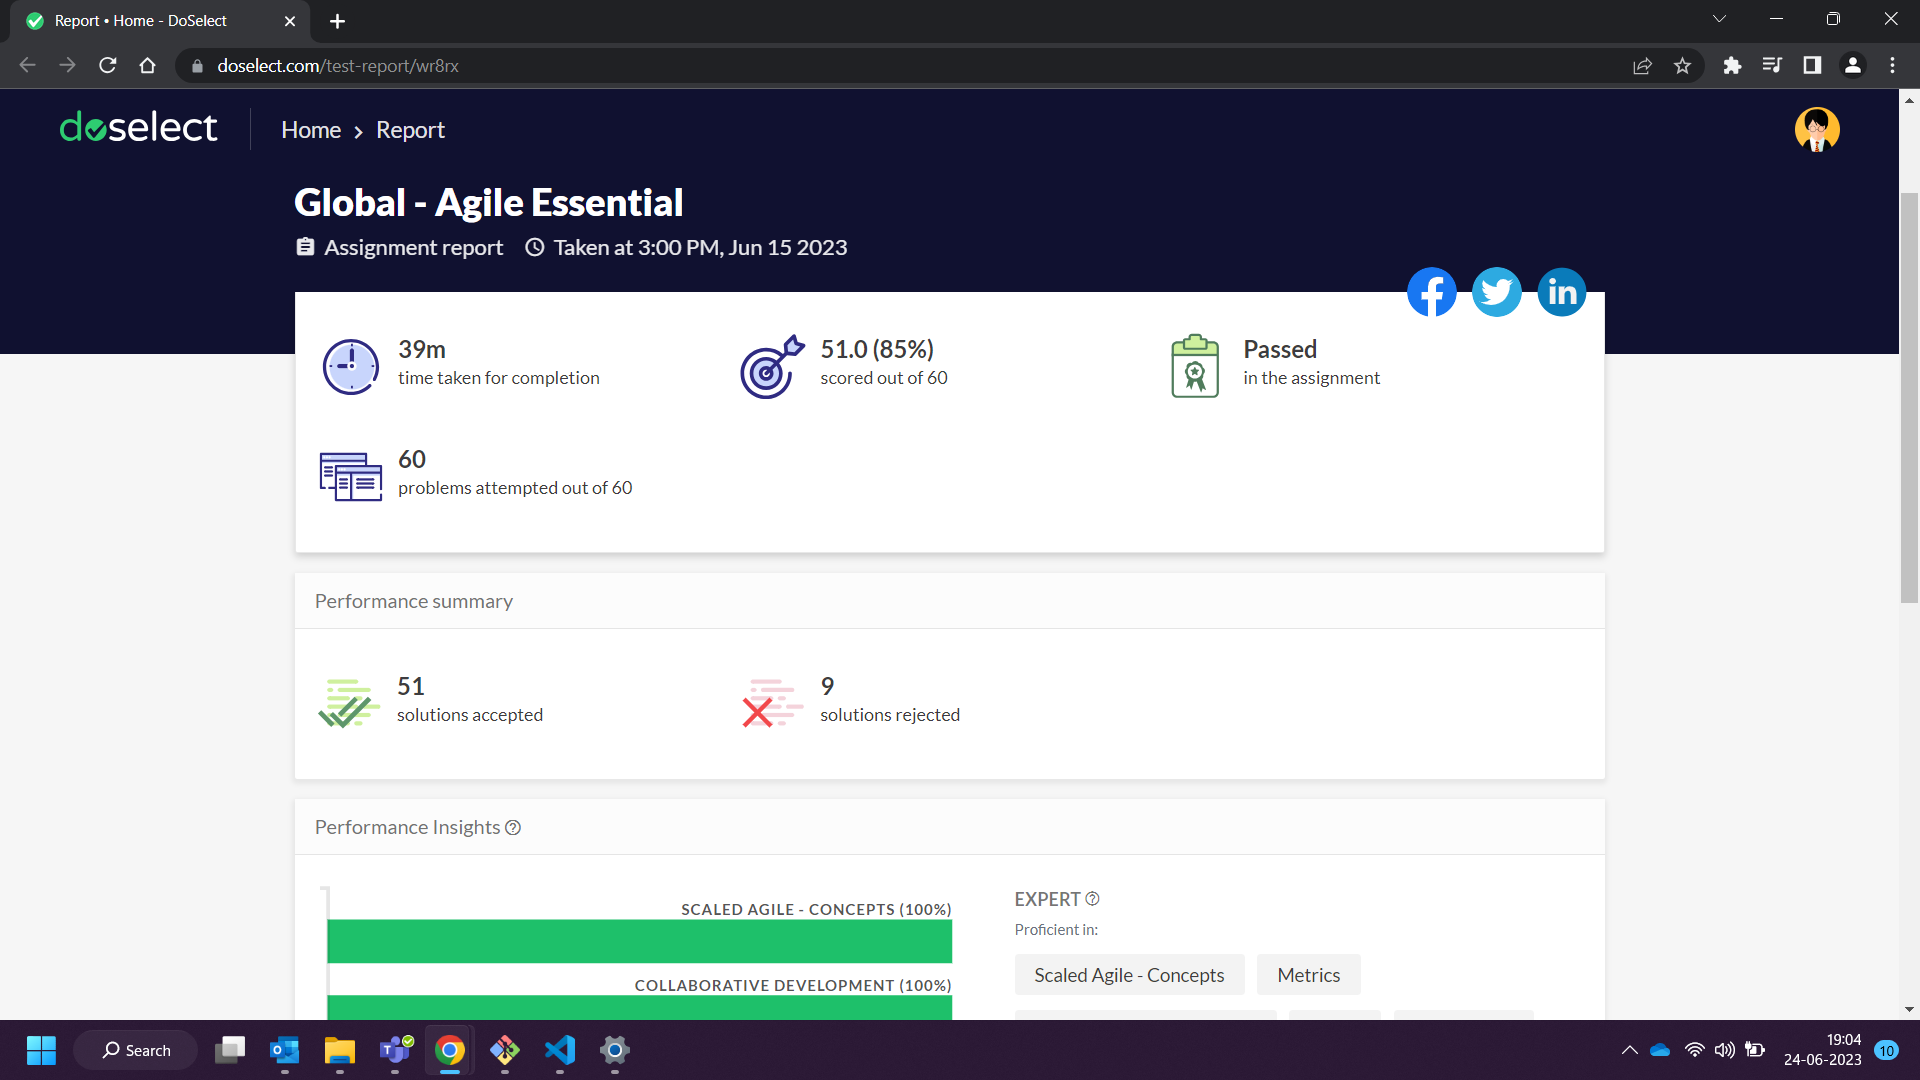 Report • Home - DoSelect
doselect.com/test-report/wr8rx
doselect
Home > Report
Global - Agile Essential
Assignment report Taken at 3:00 PM, Jun 15 2023
39m
time taken for completion
51.0 (85%)
scored out of 60
Passed
in the assignment
60
problems attempted out of 60
Performance summary
51
solutions accepted
9
solutions rejected
Performance Insights
SCALED AGILE - CONCEPTS (100%)
COLLABORATIVE DEVELOPMENT (100%)
EXPERT
Proficient in:
Scaled Agile - Concepts
Metrics
Search
19:04
24-06-2023
10